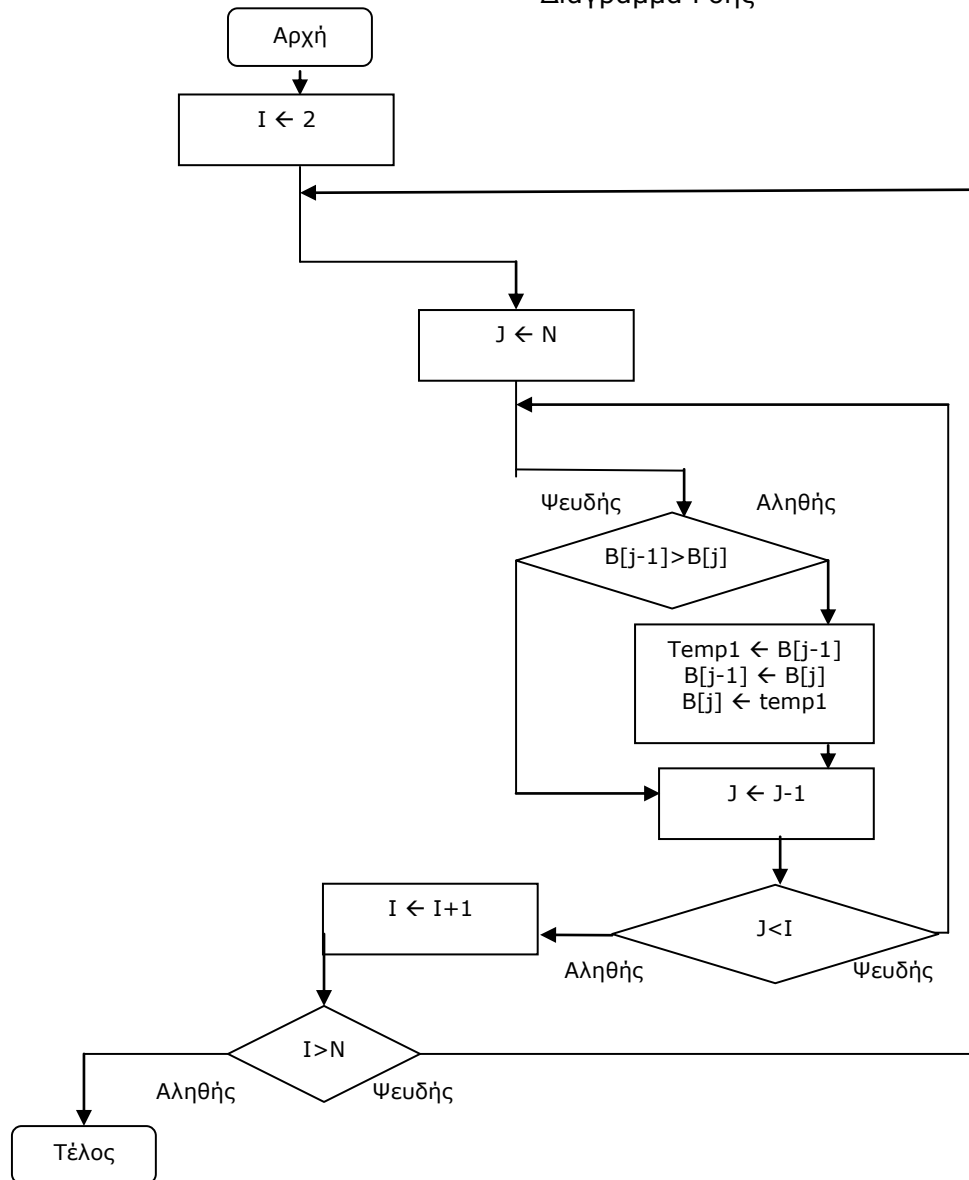 Αρχή
I ← 2
J ← N
Ψευδής
Αληθής
B[j-1]>B[j]
Temp1 ← B[j-1]
B[j-1] ← B[j]
B[j] ← temp1
J ← J-1
I ← I+1
J<I
Αληθής
Ψευδής
I>N
Αληθής
Ψευδής
Τέλος